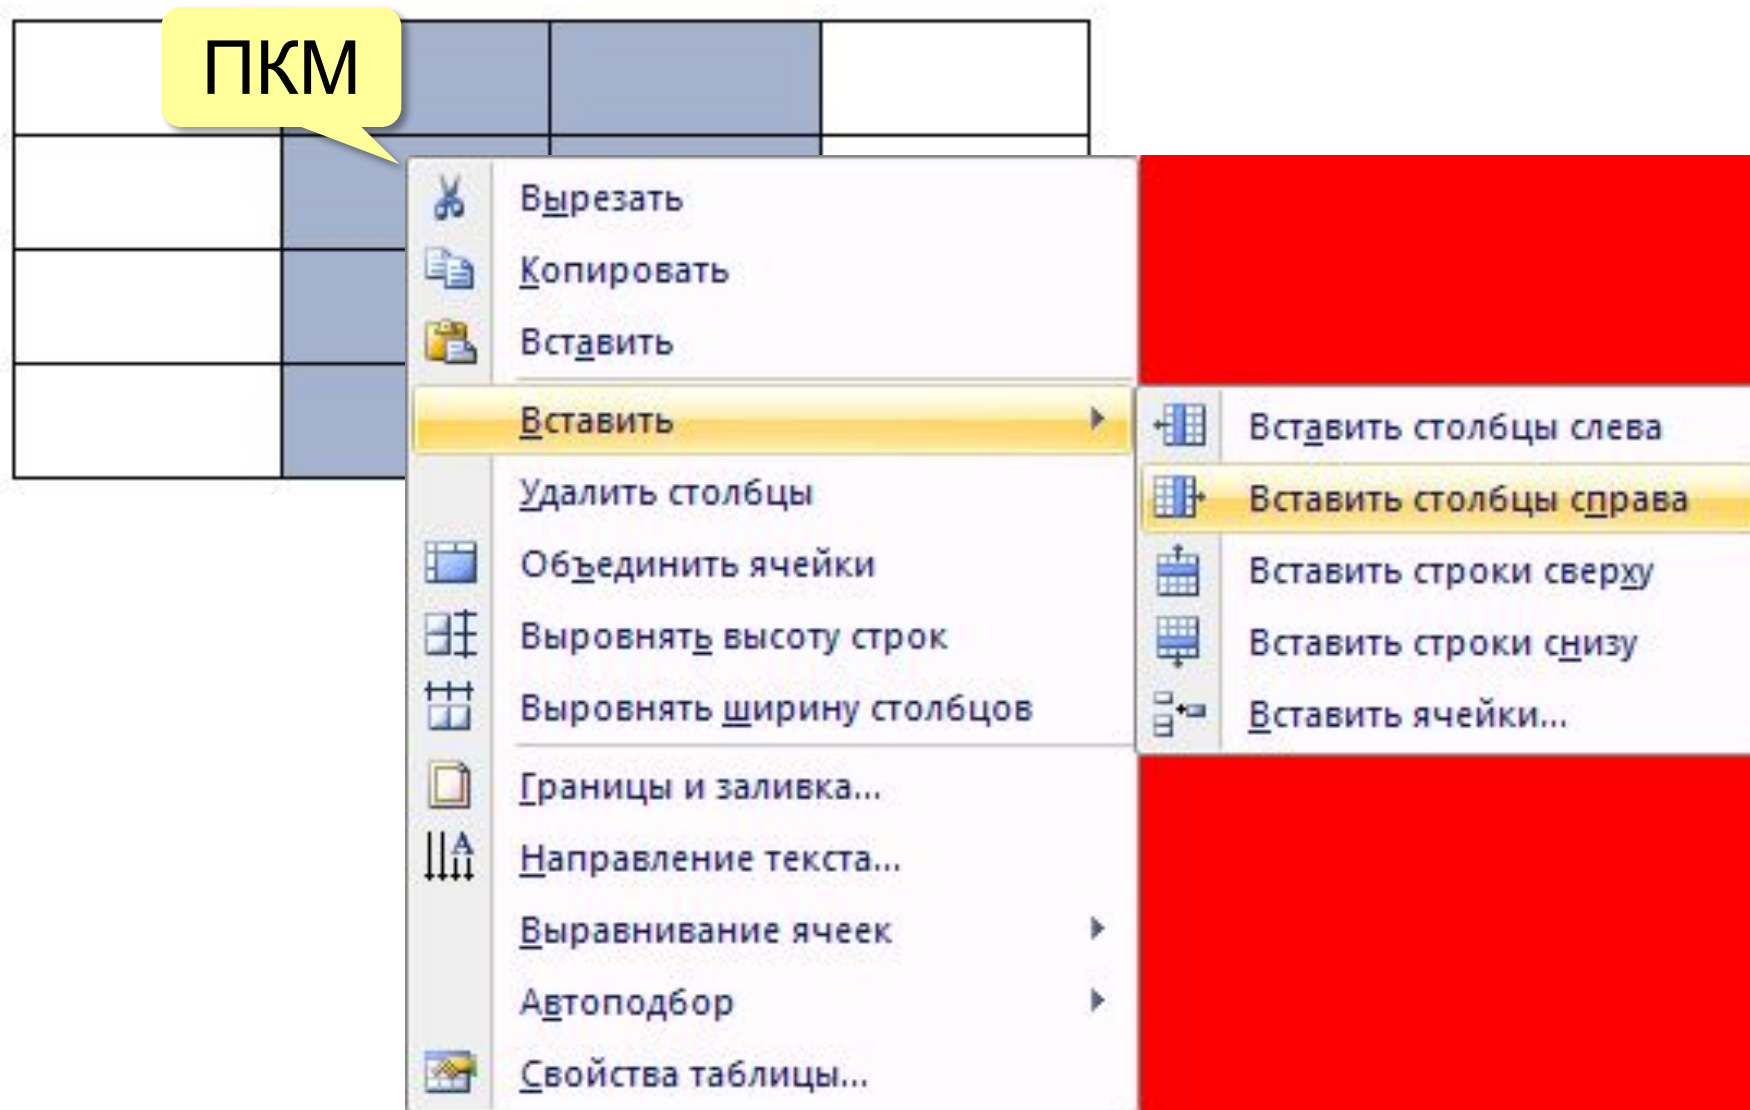 ПКМ
Вырезать
Копировать
Вставить
Вставить
Удалить столбцы
Объединить ячейки
Выровнять высоту строк
Выровнять ширину столбцов
Границы и заливка...
Направление текста...
Выравнивание ячеек
Автоподбор
Свойства таблицы...
Вставить столбцы слева
Вставить столбцы справа
Вставить строки сверху
Вставить строки снизу
Вставить ячейки...